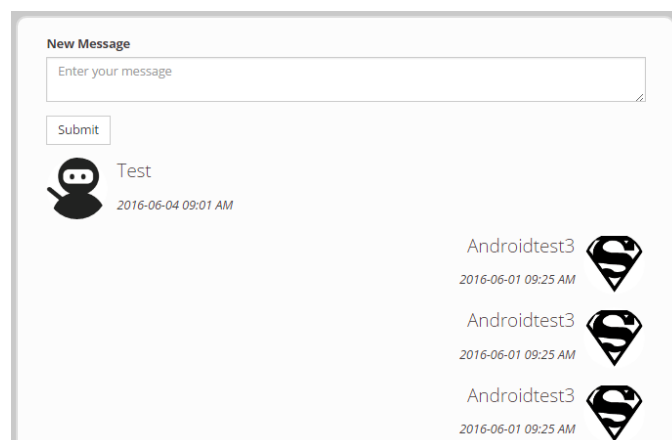 New Message
Enter your message
Submit
Test
2016-06-04 09:01 AM
Androidtest3
2016-06-01 09:25 AM
Androidtest3
2016-06-01 09:25 AM
Androidtest3
2016-06-01 09:25 AM